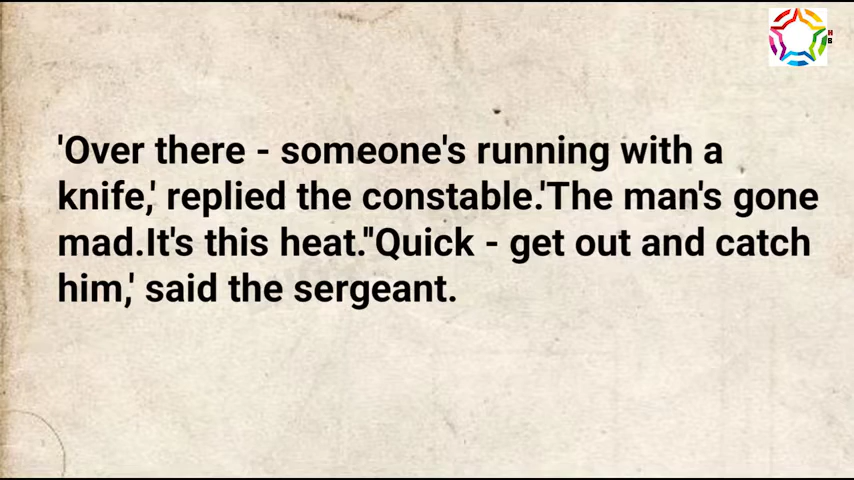 'Over there - someone's running with a
knife,' replied the constable.'The man's gone
mad.It's this heat.''Quick - get out and catch
him,' said the sergeant.
H
B